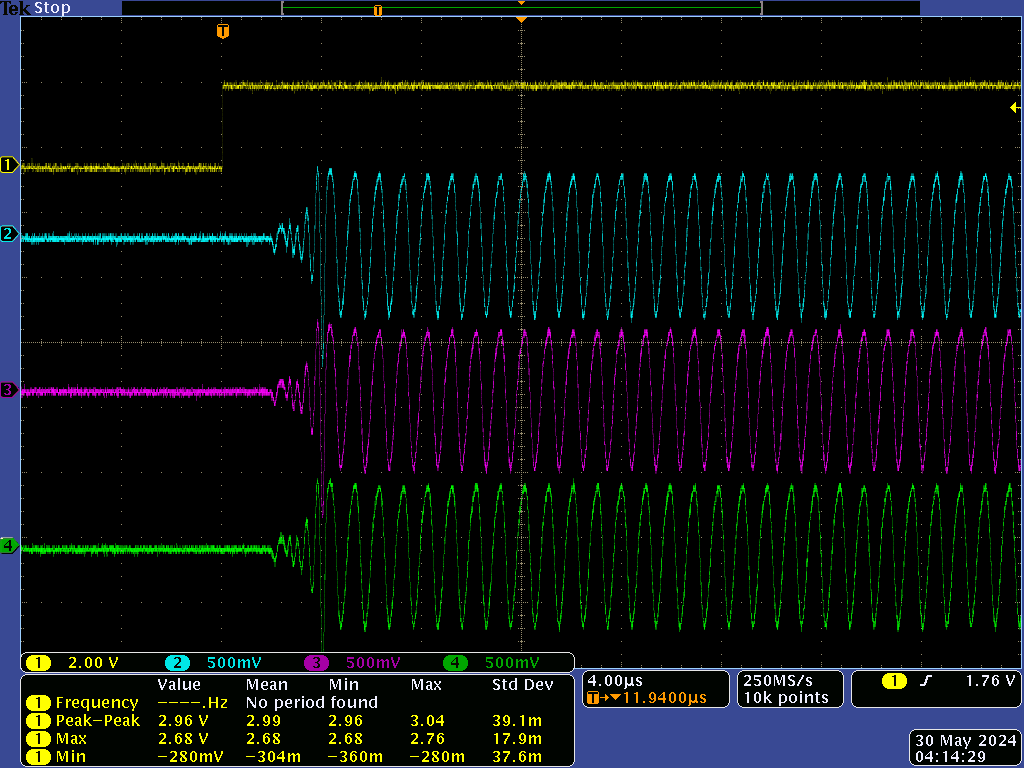 Tek Stop
T
T
1
2
3
4
1 2.00 V 2 500mV 3 500mV 4 500mV
Value Mean Min Max Std Dev
1 Frequency ----.Hz No period found
1 Peak-Peak 2.96 V 2.99 2.96 3.04 39.1m
1 Max 2.68 V 2.68 2.68 2.76 17.9m
1 Min -280mV -304m -360m -280m 37.6m
4.00µs
T→▼11.9400µs
250MS/s
10k points
1 ƒ 1.76 V
30 May 2024
04:14:29